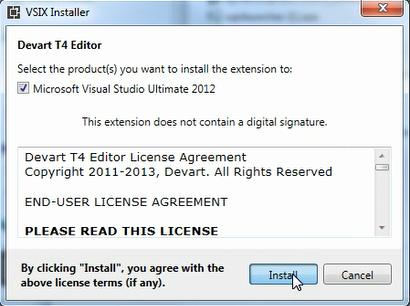 VSIX Installer
Devart T4 Editor
Select the product(s) you want to install the extension to:
Microsoft Visual Studio Ultimate 2012
This extension does not contain a digital signature.
Devart T4 Editor License Agreement
Copyright 2011-2013, Devart. All Rights Reserved
END-USER LICENSE AGREEMENT
PLEASE READ THIS LICENSE
By clicking "Install", you agree with the
above license terms (if any).
Install
Cancel